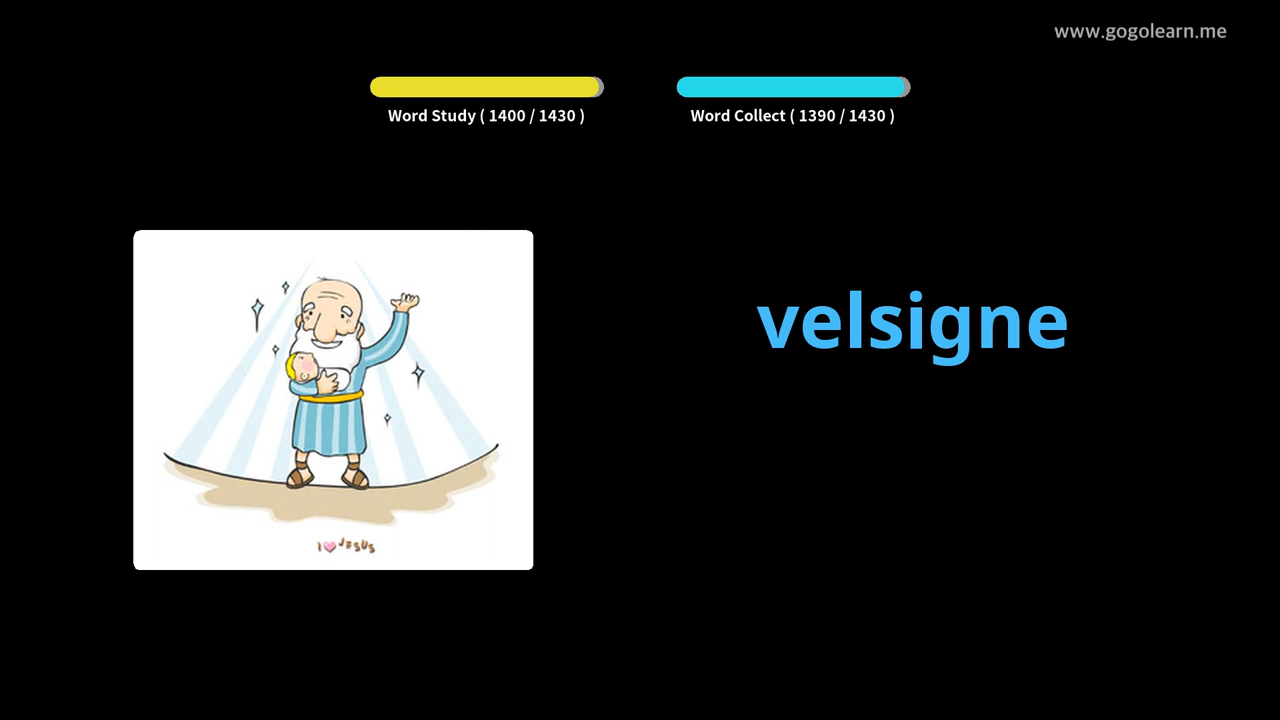 www.gogolearn.me
Word Study ( 1400 / 1430 )
Word Collect ( 1390 / 1430 )
velsigne
I ❤ JESUS